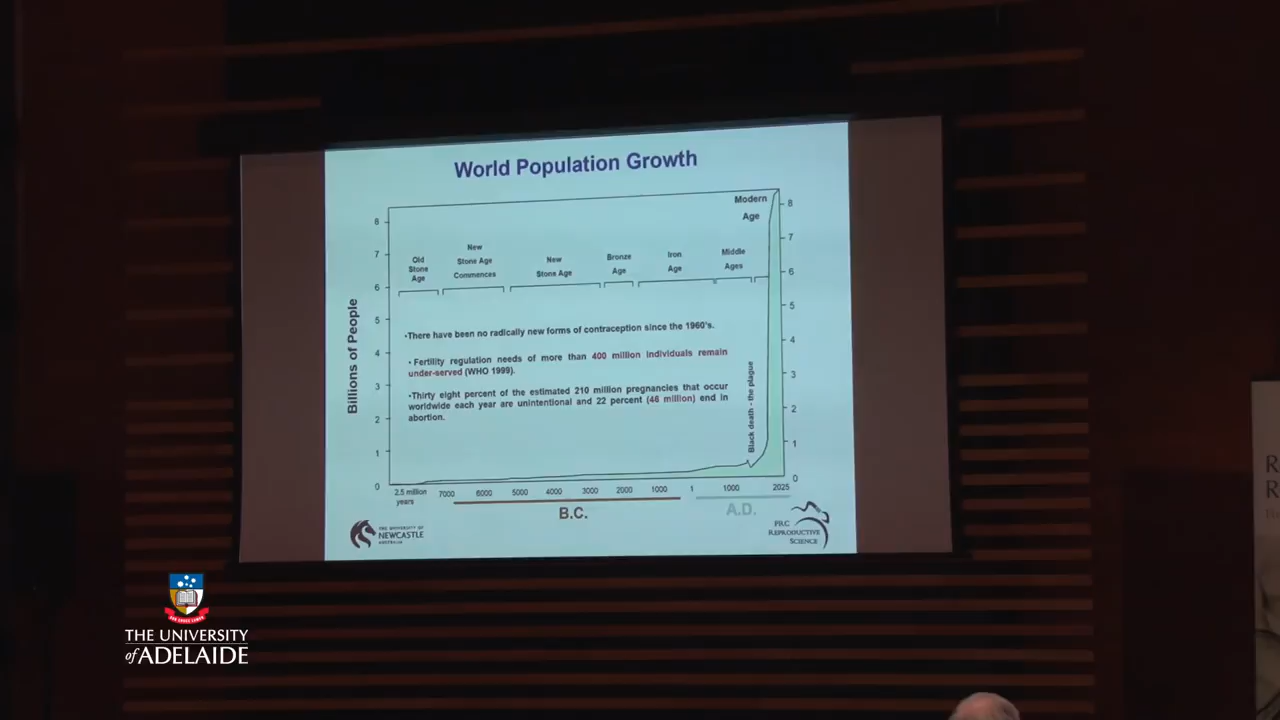 World Population Growth
Modern
Age
8
7
6
5
4
3
2
1
0
Billions of People
Old
Stone
Age
New
Stone Age
Commences
New
Stone Age
Bronze
Age
Iron
Age
Middle
Ages
8
7
6
5
4
3
2
1
0
•There have been no radically new forms of contraception since the 1960's.
• Fertility regulation needs of more than 400 million individuals remain
under-served (WHO 1999).
•Thirty eight percent of the estimated 210 million pregnancies that occur
worldwide each year are unintentional and 22 percent (46 million) end in
abortion.
Black death - the plague
2.5 million
years
7000 6000 5000 4000 3000 2000 1000 1 1000 2025
B.C.
A.D.
THE UNIVERSITY OF
NEWCASTLE
AUSTRALIA
PRC
REPRODUCTIVE
SCIENCE
THE UNIVERSITY
of ADELAIDE
R
R